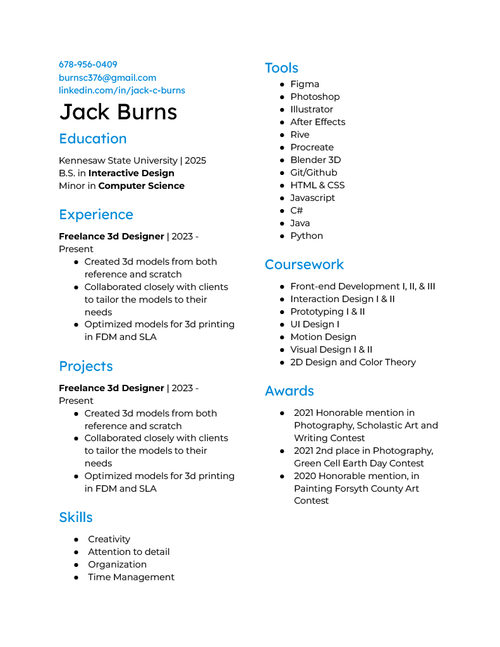 678-956-0409
burnsc376@gmail.com
linkedin.com/in/jack-c-burns
Jack Burns
Education
Kennesaw State University | 2025
B.S. in Interactive Design
Minor in Computer Science
Experience
Freelance 3d Designer | 2023 -
Present
● Created 3d models from both
reference and scratch
● Collaborated closely with clients
to tailor the models to their
needs
● Optimized models for 3d printing
in FDM and SLA
Projects
Freelance 3d Designer | 2023 -
Present
● Created 3d models from both
reference and scratch
● Collaborated closely with clients
to tailor the models to their
needs
● Optimized models for 3d printing
in FDM and SLA
Skills
● Creativity
● Attention to detail
● Organization
● Time Management
Tools
● Figma
● Photoshop
● Illustrator
● After Effects
● Rive
● Procreate
● Blender 3D
● Git/Github
● HTML & CSS
● Javascript
● C#
● Java
● Python
Coursework
● Front-end Development I, II, & III
● Interaction Design I & II
● Prototyping I & II
● UI Design I
● Motion Design
● Visual Design I & II
● 2D Design and Color Theory
Awards
● 2021 Honorable mention in
Photography, Scholastic Art and
Writing Contest
● 2021 2nd place in Photography,
Green Cell Earth Day Contest
● 2020 Honorable mention, in
Painting Forsyth County Art
Contest